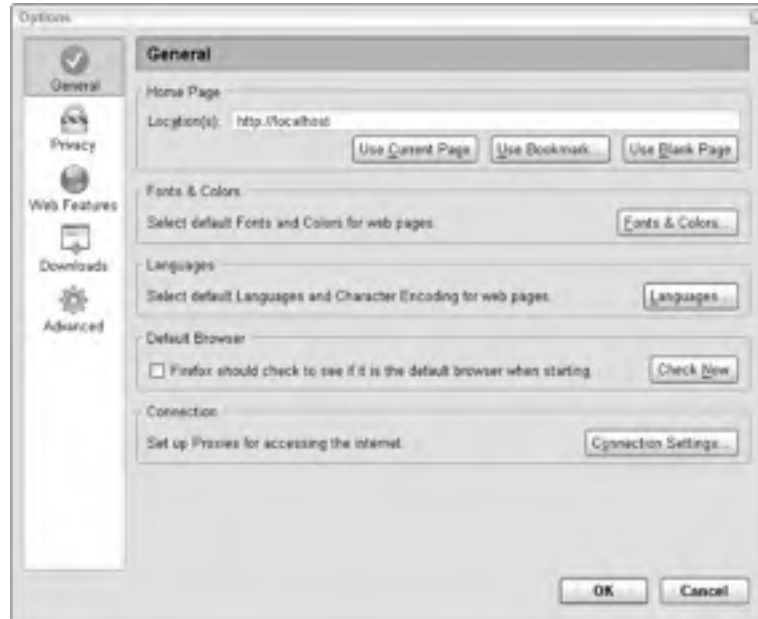 Options
General
Privacy
Web Features
Downloads
Advanced
General
Home Page
Location(s): http://localhost
Use Current Page
Use Bookmark...
Use Blank Page
Fonts & Colors
Select default Fonts and Colors for web pages.
Fonts & Colors...
Languages
Select default Languages and Character Encoding for web pages.
Languages...
Default Browser
Firefox should check to see if it is the default browser when starting.
Check Now
Connection
Set up Proxies for accessing the internet.
Connection Settings...
OK
Cancel